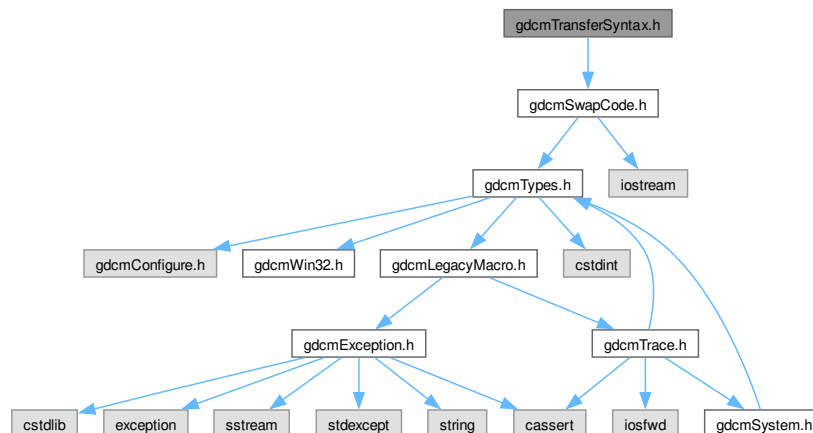 gdcmTransferSyntax.h
gdcmSwapCode.h
gdcmTypes.h
iostream
gdcmConfigure.h
gdcmWin32.h
gdcmLegacyMacro.h
cstdint
gdcmException.h
gdcmTrace.h
cstdlib
exception
sstream
stdexcept
string
cassert
iosfwd
gdcmSystem.h